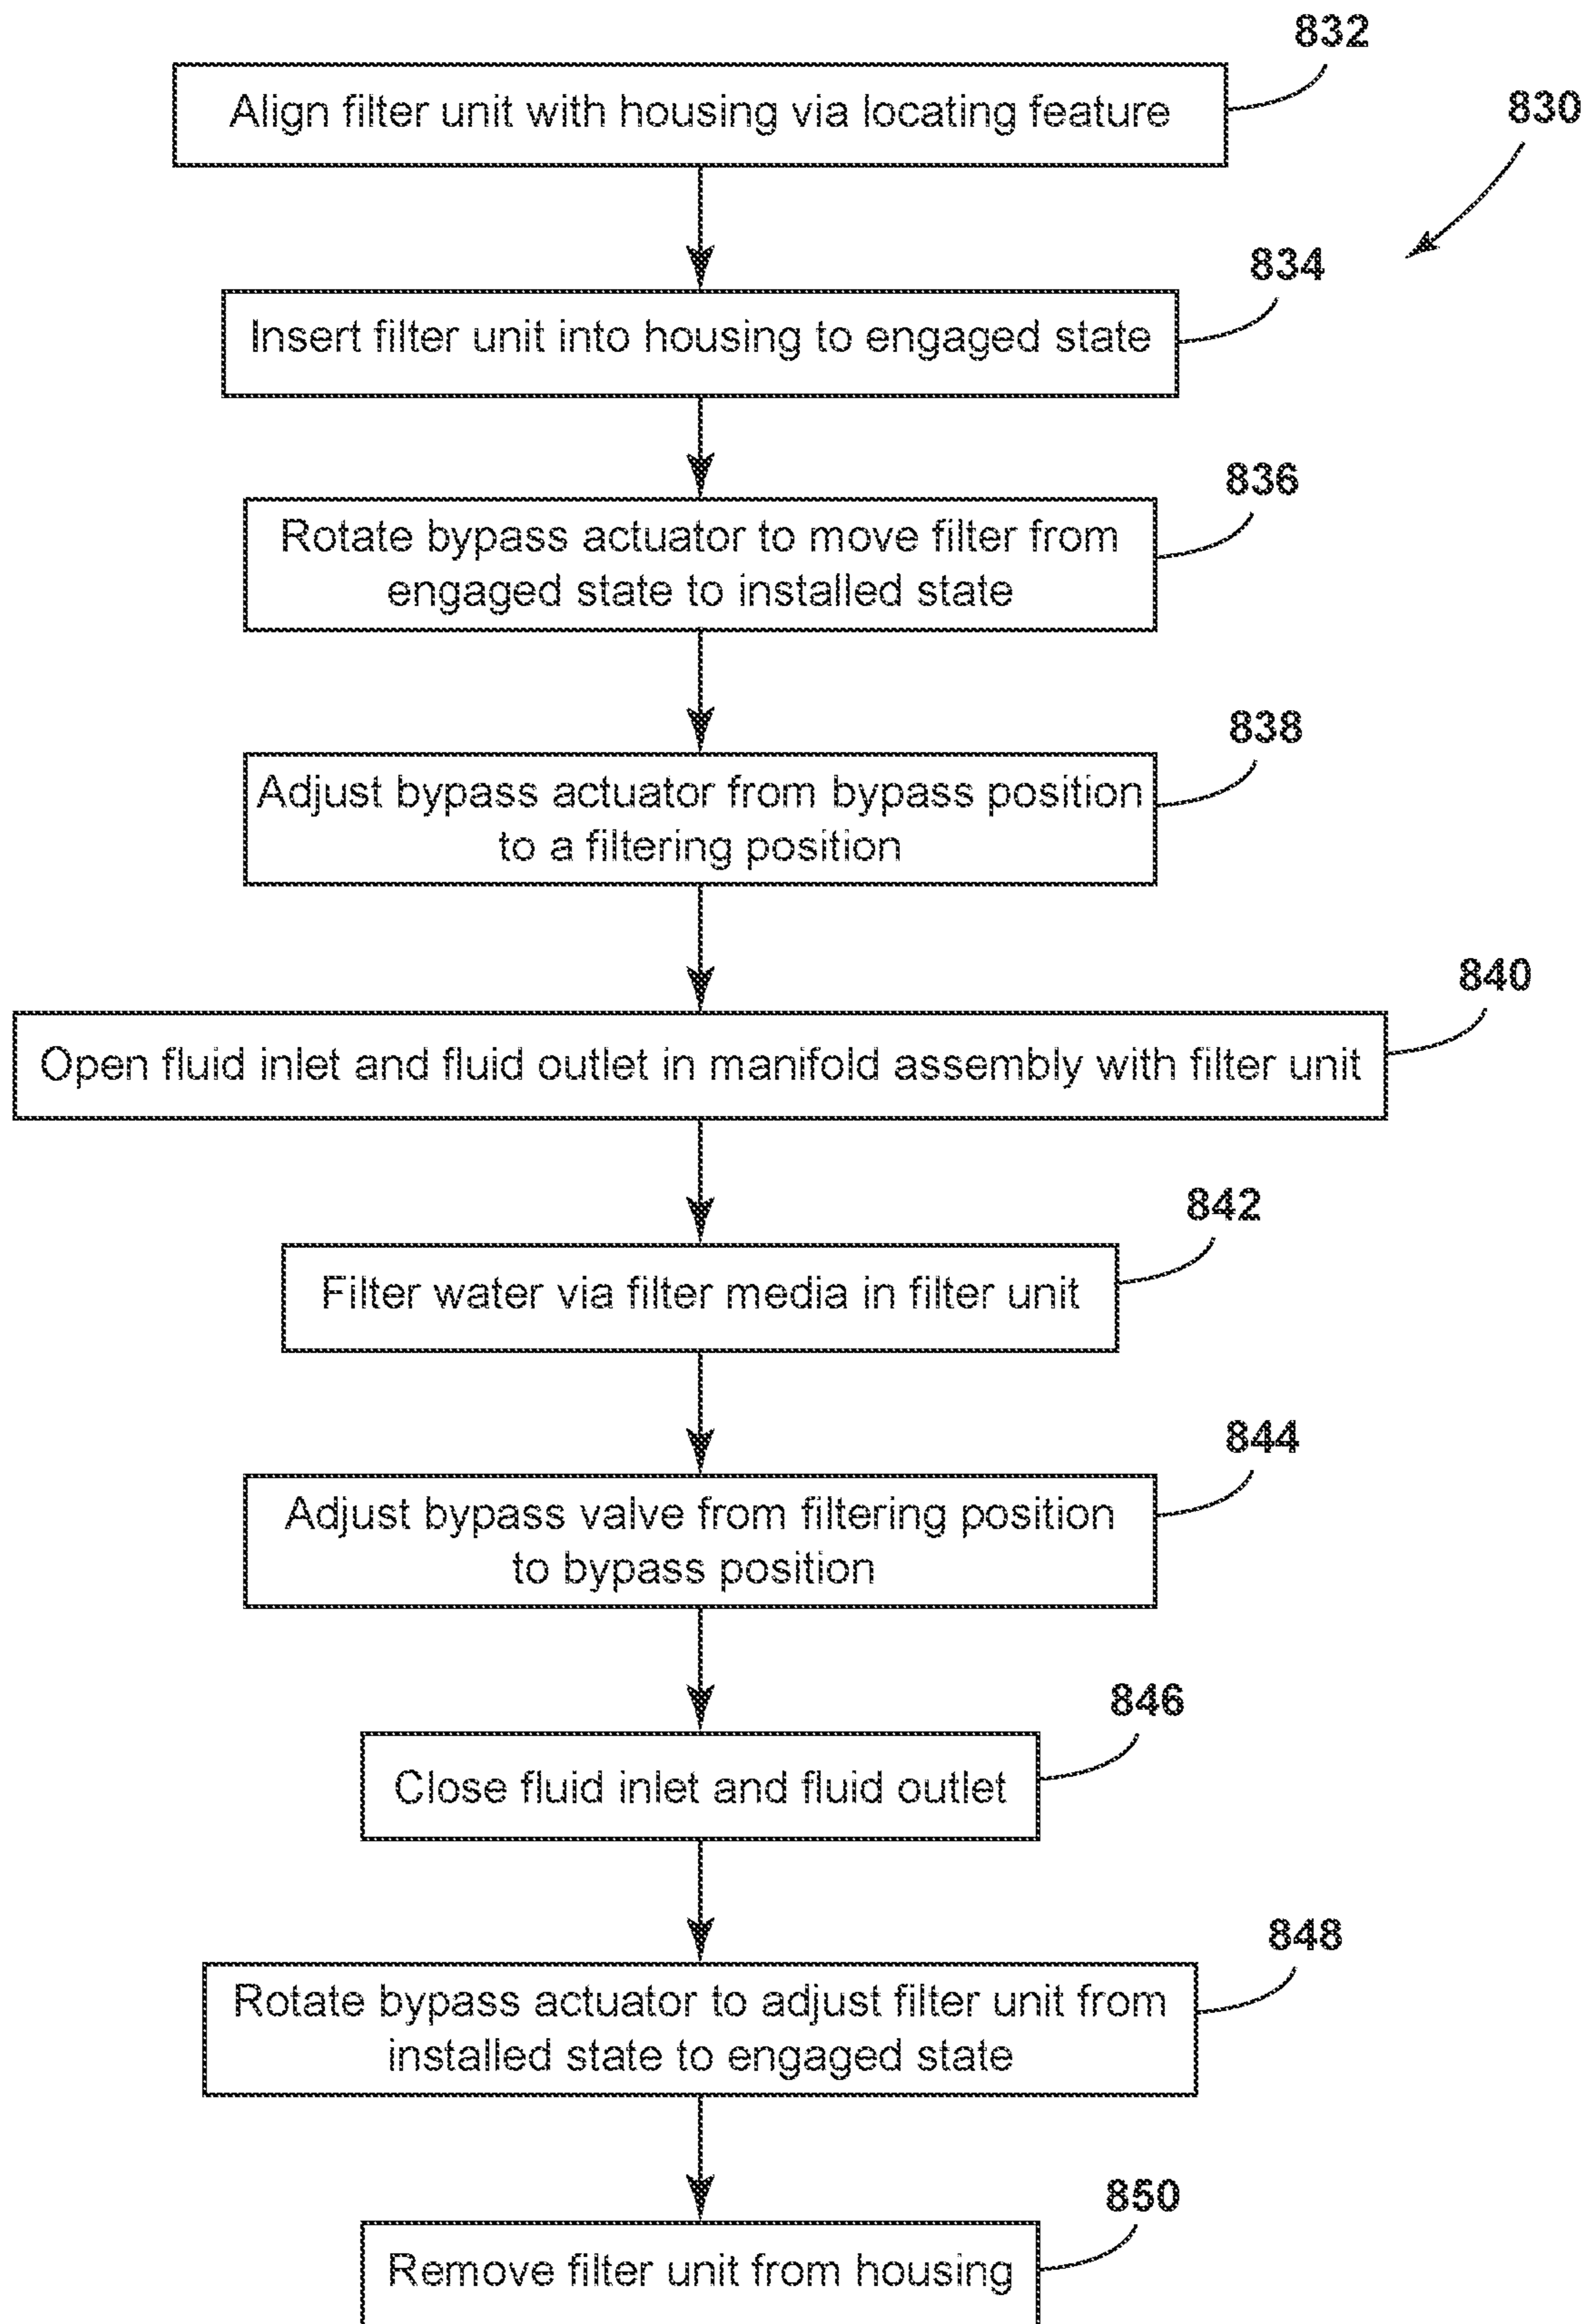 832
Align filter unit with housing via locating feature
830
834
Insert filter unit into housing to engaged state
836
Rotate bypass actuator to move filter from
engaged state to installed state
838
Adjust bypass actuator from bypass position
to a filtering position
840
Open fluid inlet and fluid outlet in manifold assembly with filter unit
842
Filter water via filter media in filter unit
844
Adjust bypass valve from filtering position
to bypass position
846
Close fluid inlet and fluid outlet
848
Rotate bypass actuator to adjust filter unit from
installed state to engaged state
850
Remove filter unit from housing